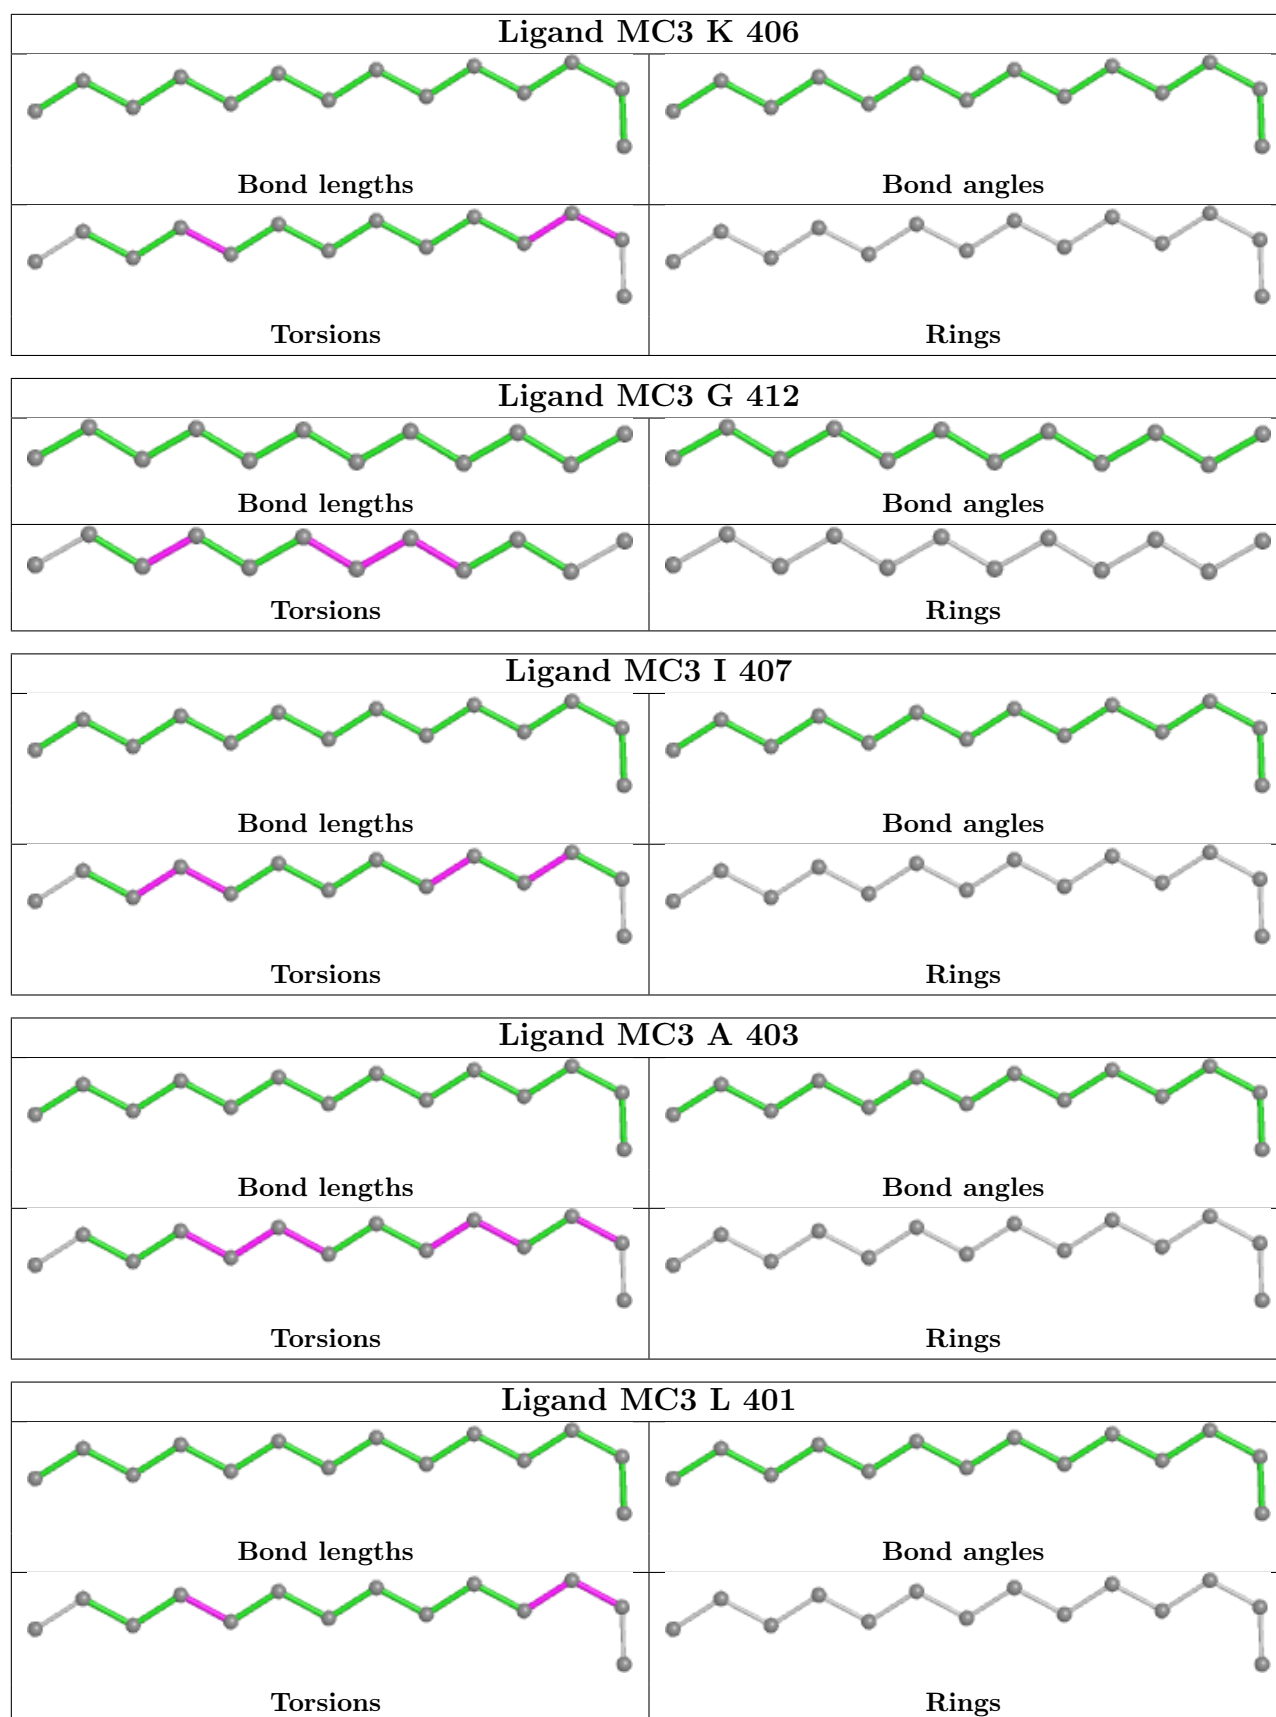 Ligand MC3 K 406
Bond lengths
Bond angles
Torsions
Rings
Ligand MC3 G 412
Bond lengths
Bond angles
Torsions
Rings
Ligand MC3 I 407
Bond lengths
Bond angles
Torsions
Rings
Ligand MC3 A 403
Bond lengths
Bond angles
Torsions
Rings
Ligand MC3 L 401
Bond lengths
Bond angles
Torsions
Rings